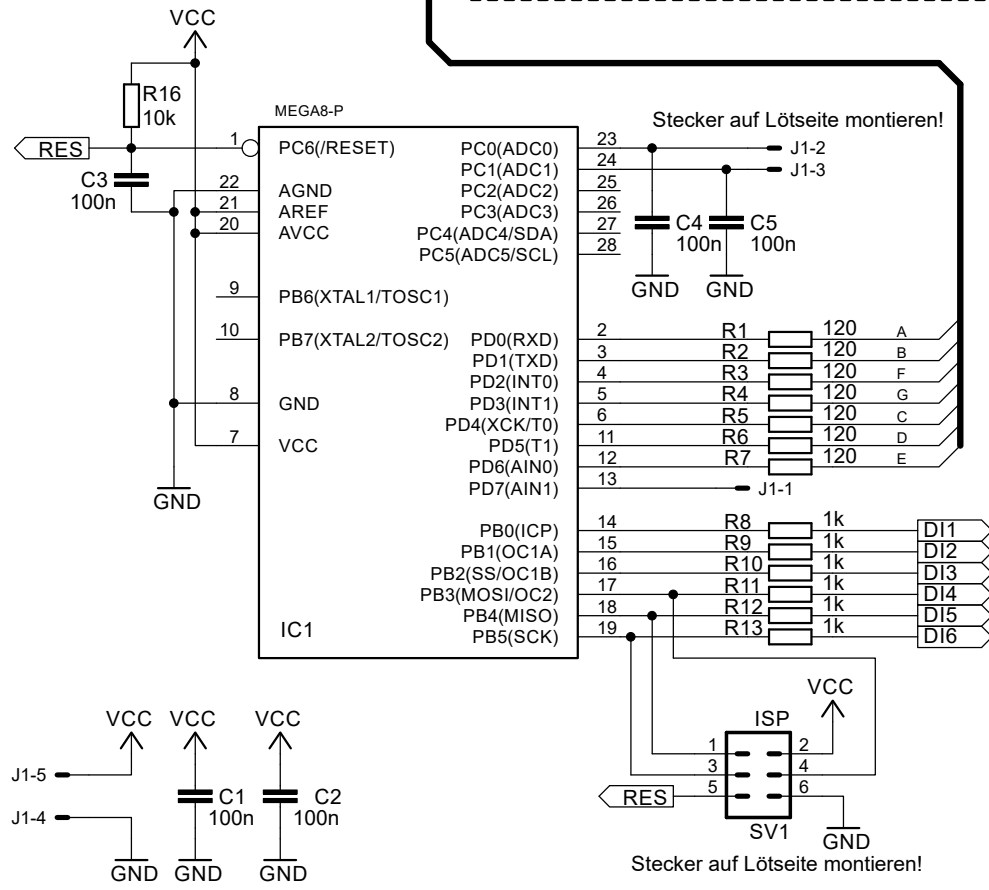 VCC
R16
10k
RES
C3
100n
MEGA8-P
1
22
21
20
9
10
8
7
PC6(/RESET)
AGND
AREF
AVCC
PB6(XTAL1/TOSC1)
PB7(XTAL2/TOSC2)
GND
VCC
IC1
GND
PC0(ADC0) 23
PC1(ADC1) 24
PC2(ADC2) 25
PC3(ADC3) 26
PC4(ADC4/SDA) 27
PC5(ADC5/SCL) 28
Stecker auf Lötseite montieren!
J1-2
J1-3
C4
100n
C5
100n
GND
GND
PD0(RXD) 2 R1 120 A
PD1(TXD) 3 R2 120 B
PD2(INT0) 4 R3 120 F
PD3(INT1) 5 R4 120 G
PD4(XCK/T0) 6 R5 120 C
PD5(T1) 11 R6 120 D
PD6(AIN0) 12 R7 120 E
PD7(AIN1) 13 J1-1
PB0(ICP) 14 R8 1k DI1
PB1(OC1A) 15 R9 1k DI2
PB2(SS/OC1B) 16 R10 1k DI3
PB3(MOSI/OC2) 17 R11 1k DI4
PB4(MISO) 18 R12 1k DI5
PB5(SCK) 19 R13 1k DI6
VCC
ISP
1 2
3 4
5 6
RES
SV1
GND
Stecker auf Lötseite montieren!
VCC VCC VCC
J1-5
J1-4
C1
100n
C2
100n
GND GND GND